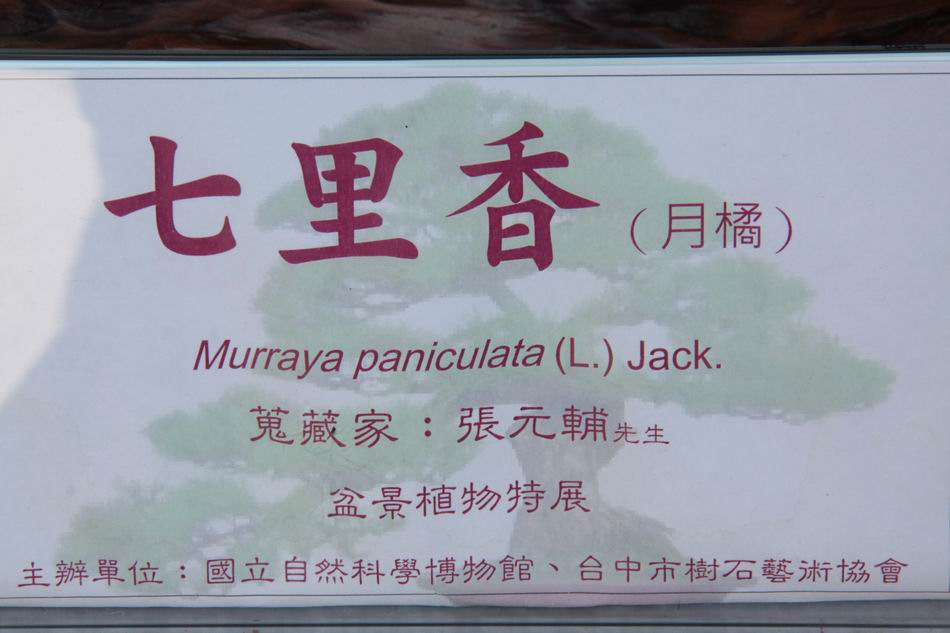 七里香（月橘）
Murraya paniculata (L.) Jack.
蒐藏家：張元輔先生
盆景植物特展
主辦單位：國立自然科學博物館、台中市樹石藝術協會